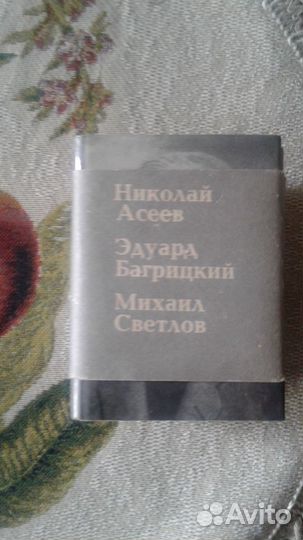 Николай
Асеев
Эдуард
Багрицкий
Михаил
Светлов
Avito